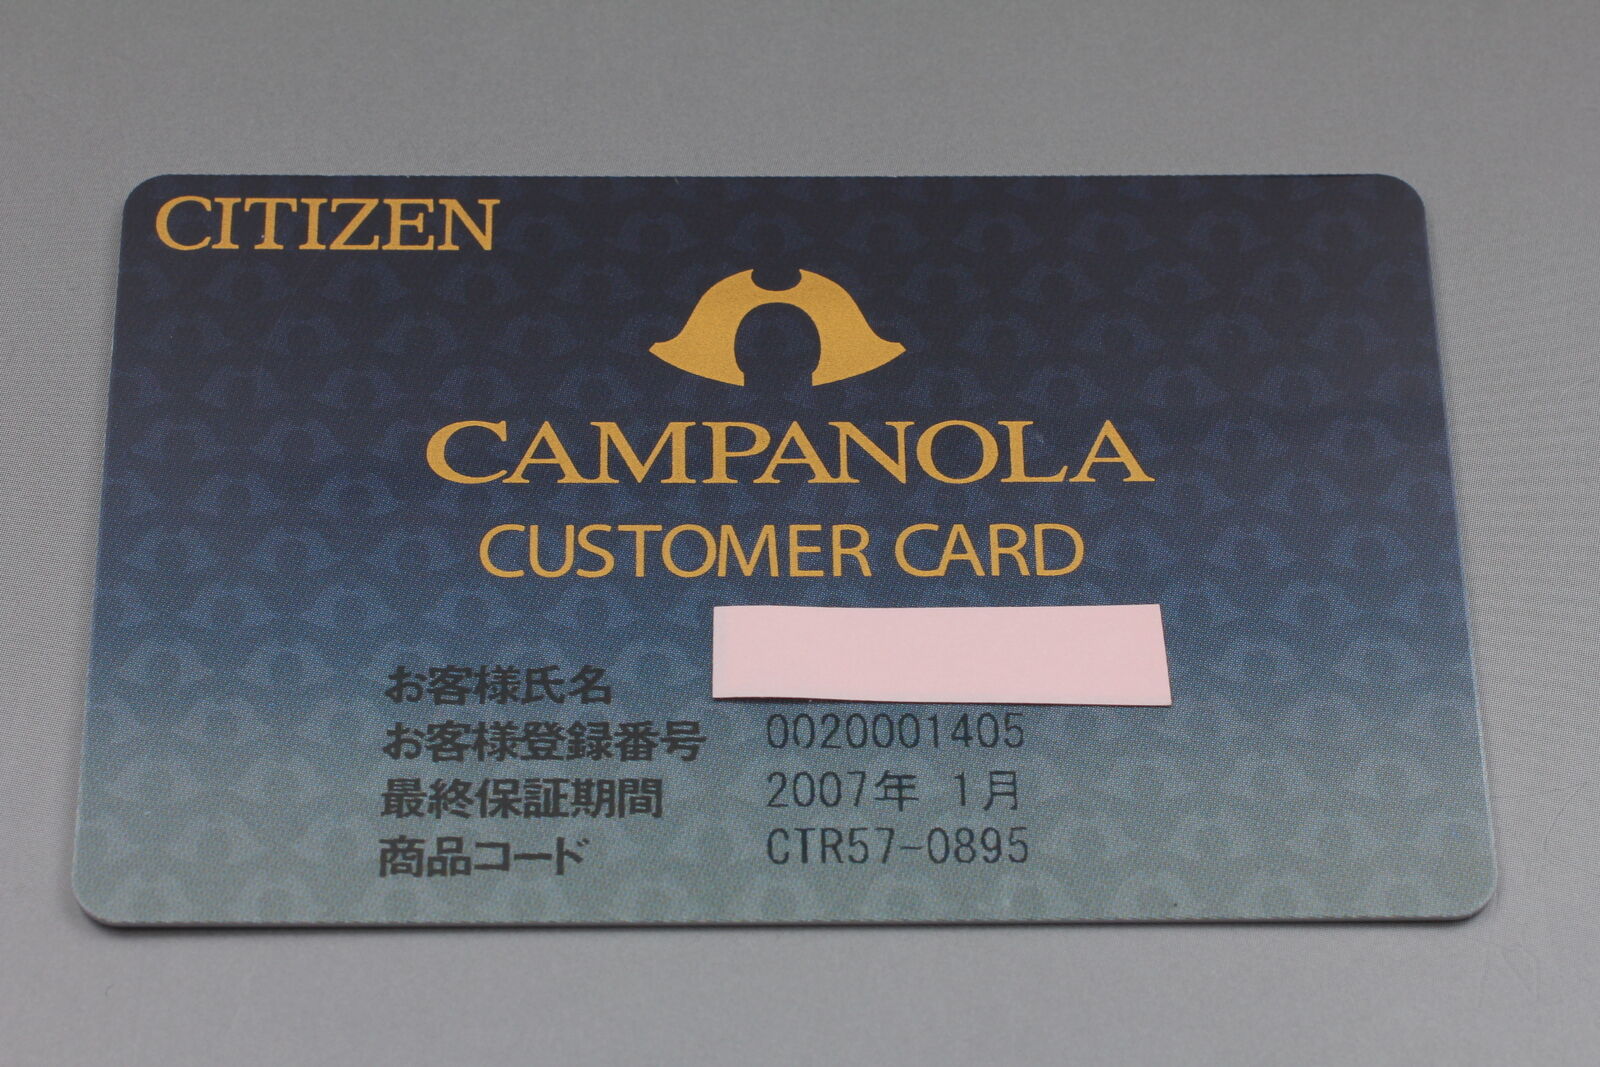 CITIZEN
CAMPANOLA
CUSTOMER CARD
お客様氏名
お客様登録番号 0020001405
最終保証期間 2007年 1月
商品コード CTR57-0895